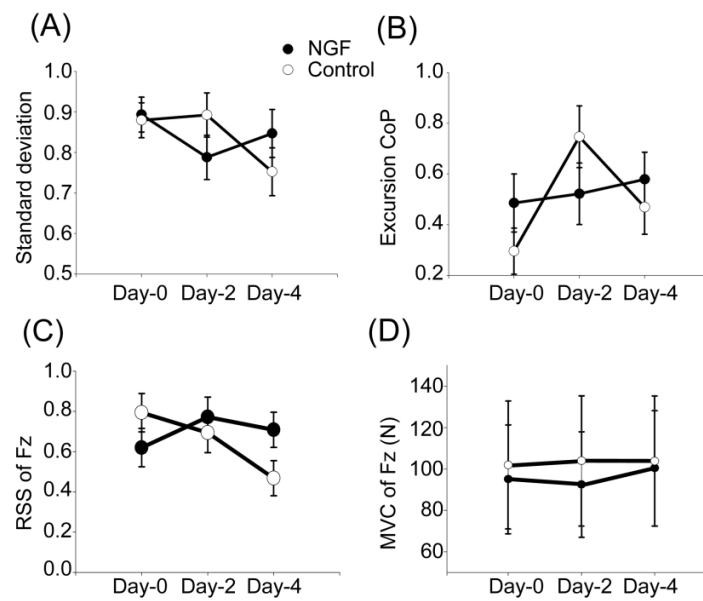 (A)
NGF
Control
Standard deviation
1.0
0.9
0.8
0.7
0.6
0.5
Day-0 Day-2 Day-4
(B)
Excursion CoP
1.0
0.8
0.6
0.4
0.2
Day-0 Day-2 Day-4
(C)
RSS of Fz
1.0
0.8
0.6
0.4
0.2
0.0
Day-0 Day-2 Day-4
(D)
MVC of Fz (N)
140
120
100
80
60
Day-0 Day-2 Day-4